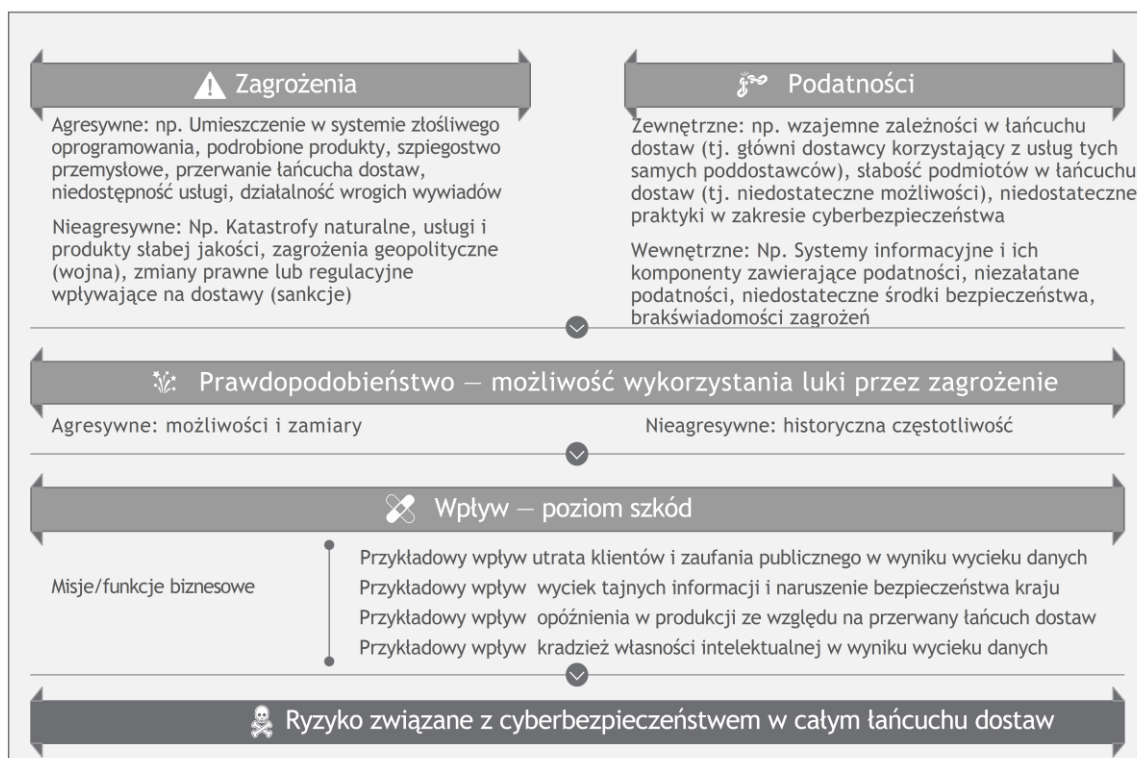 Zagrożenia
Agresywne: np. Umieszczenie w systemie złośliwego
oprogramowania, podrobione produkty, szpiegostwo
przemysłowe, przerwanie łańcucha dostaw,
niedostępność usługi, działalność wrogich wywiadów
Nieagresywne: Np. Katastrofy naturalne, usługi i
produkty słabej jakości, zagrożenia geopolityczne
(wojna), zmiany prawne lub regulacyjne
wpływające na dostawy (sankcje)
Podatności
Zewnętrzne: np. wzajemne zależności w łańcuchu
dostaw (tj. główni dostawcy korzystający z usług tych
samych poddostawców), słabość podmiotów w łańcuchu
dostaw (tj. niedostateczne możliwości), niedostateczne
praktyki w zakresie cyberbezpieczeństwa
Wewnętrzne: Np. Systemy informacyjne i ich
komponenty zawierające podatności, niezałatane
podatności, niedostateczne środki bezpieczeństwa,
brakświadomości zagrożeń
Prawdopodobieństwo — możliwość wykorzystania luki przez zagrożenie
Agresywne: możliwości i zamiary
Nieagresywne: historyczna częstotliwość
Wpływ — poziom szkód
Misje/funkcje biznesowe
Przykładowy wpływ utrata klientów i zaufania publicznego w wyniku wycieku danych
Przykładowy wpływ wyciek tajnych informacji i naruszenie bezpieczeństwa kraju
Przykładowy wpływ opóźnienia w produkcji ze względu na przerwany łańcuch dostaw
Przykładowy wpływ kradzież własności intelektualnej w wyniku wycieku danych
Ryzyko związane z cyberbezpieczeństwem w całym łańcuchu dostaw